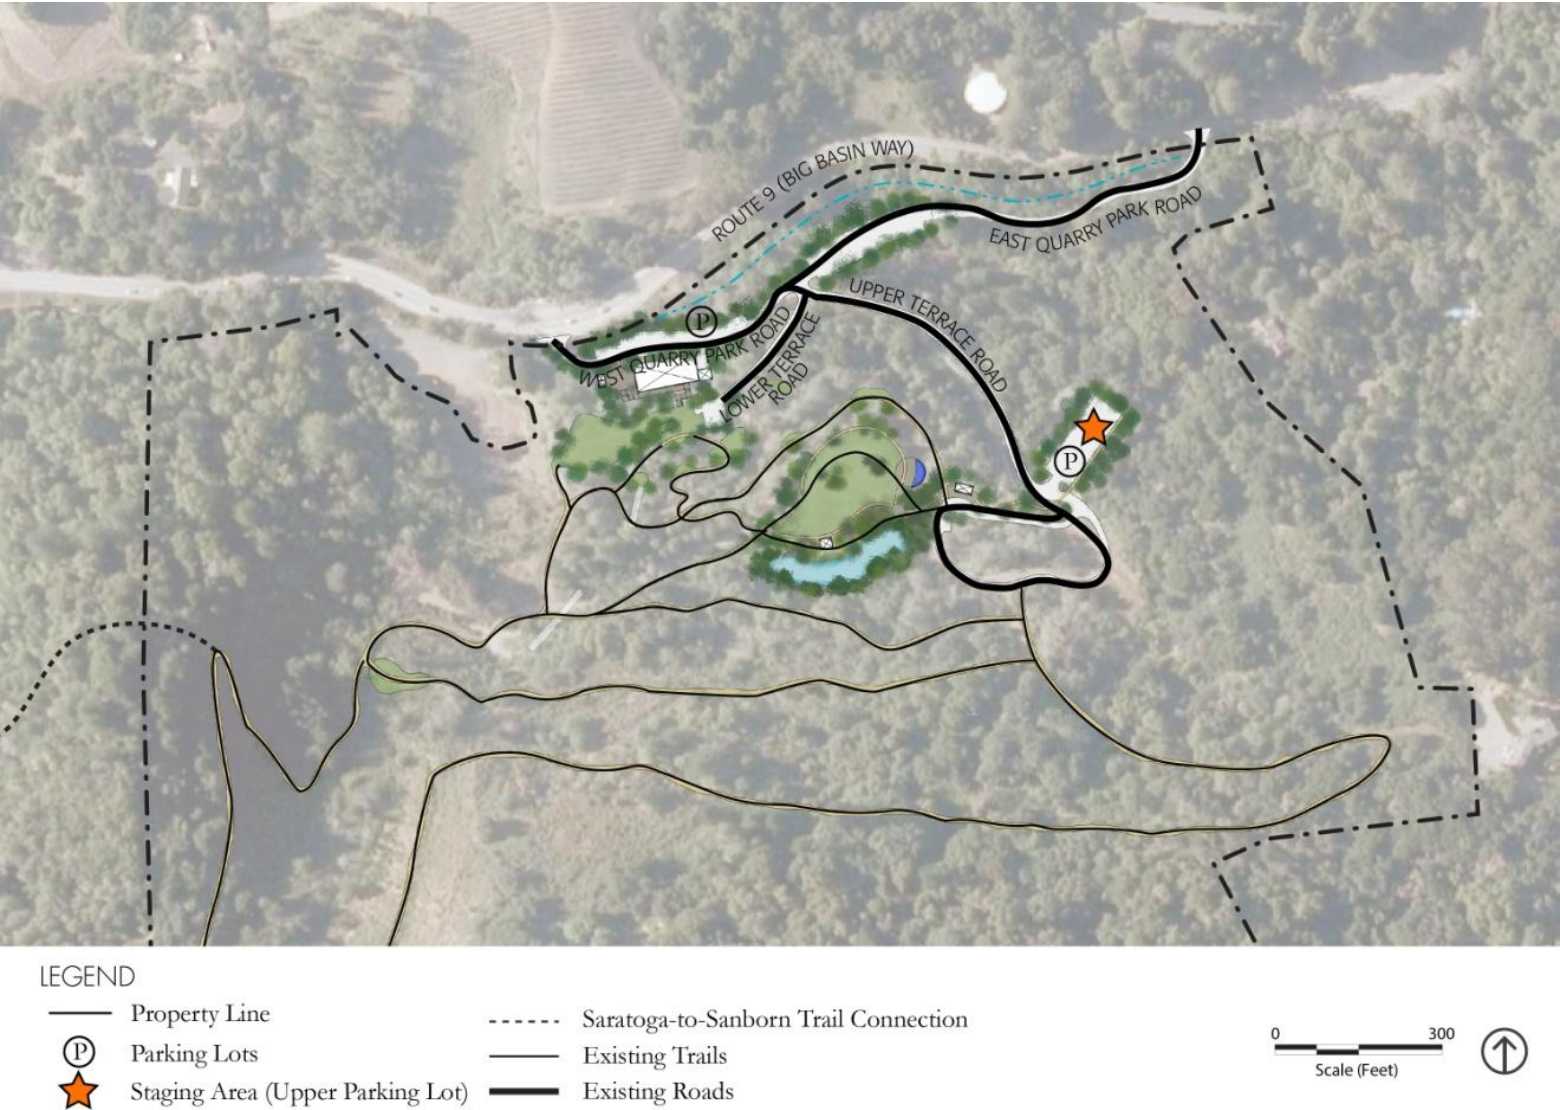 ROUTE 9 (BIG BASIN WAY)
EAST QUARRY PARK ROAD
UPPER TERRACE ROAD
P
WEST QUARRY PARK ROAD
LOWER TERRACE
ROAD
P
LEGEND
Property Line
P Parking Lots
Staging Area (Upper Parking Lot)
Saratoga-to-Sanborn Trail Connection
Existing Trails
Existing Roads
0 300
Scale (Feet)